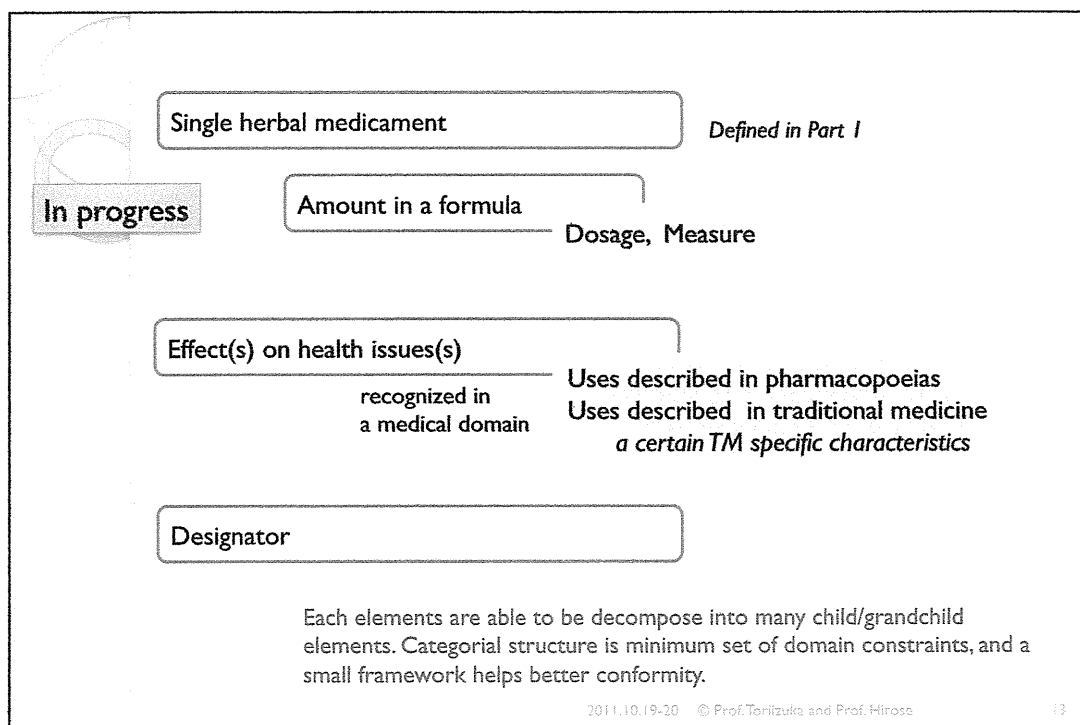 Single herbal medicament
Defined in Part 1
In progress
Amount in a formula
Dosage, Measure
Effect(s) on health issues(s)
recognized in
a medical domain
Uses described in pharmacopoeias
Uses described in traditional medicine
a certain TM specific characteristics
Designator
Each elements are able to be decompose into many child/grandchild
elements. Categorial structure is minimum set of domain constraints, and a
small framework helps better conformity.
2011.10.19-20 © Prof. Toriizuka and Prof. Hirose 13